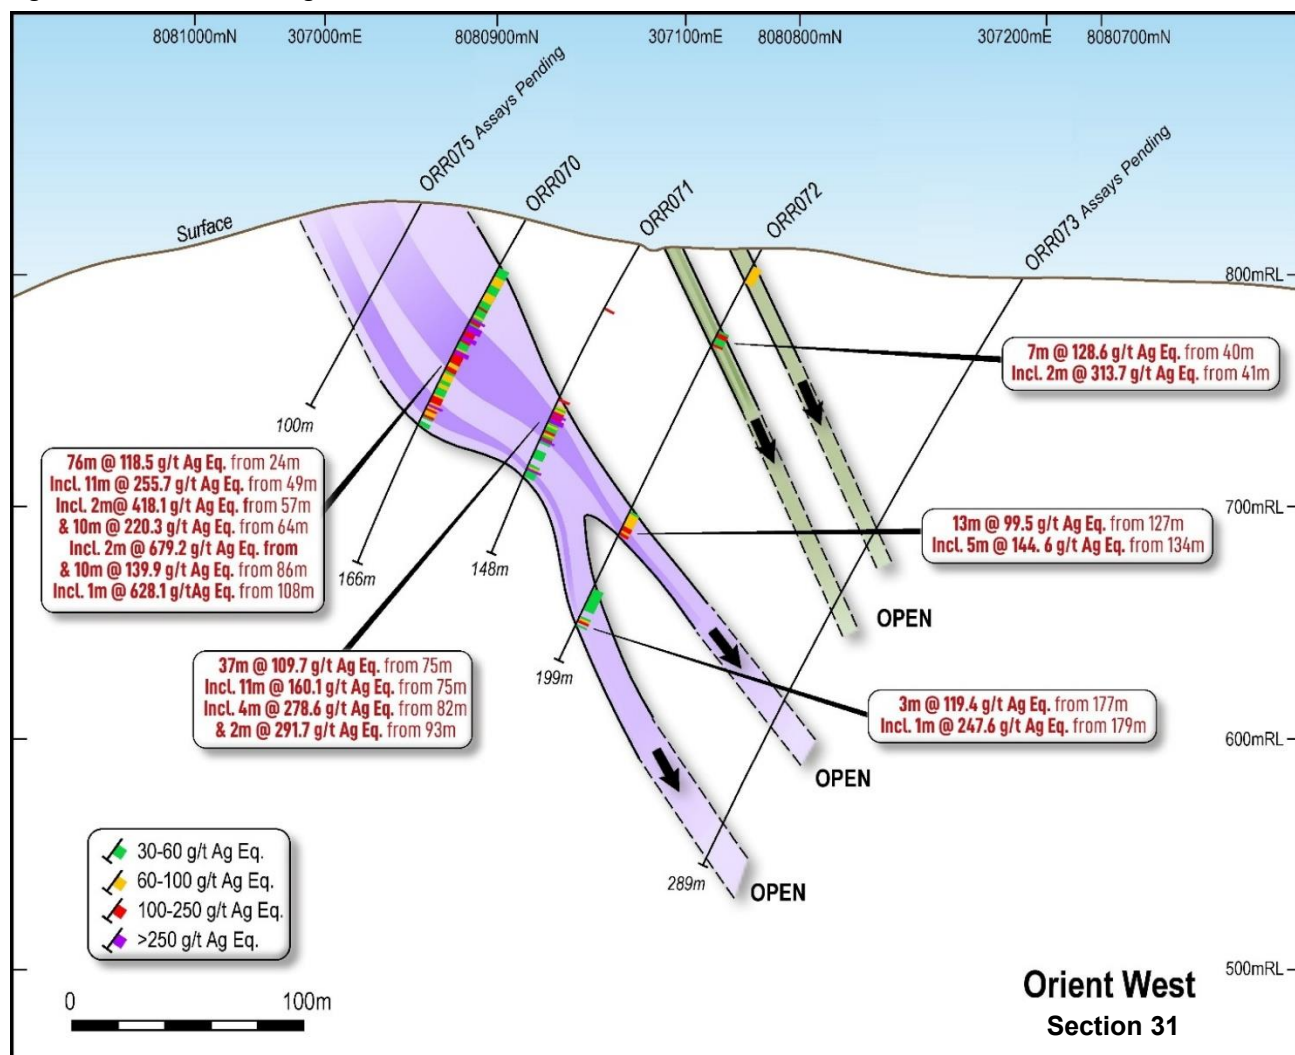 8081000mN 307000mE 8080900mN 307100mE 8080800mN 307200mE 8080700mN
ORR075 Assays Pending
ORR070
ORR071
ORR072
ORR073 Assays Pending
Surface
800mRL
7m @ 128.6 g/t Ag Eq. from 40m
Incl. 2m @ 313.7 g/t Ag Eq. from 41m
100m
76m @ 118.5 g/t Ag Eq. from 24m
Incl. 11m @ 255.7 g/t Ag Eq. from 49m
Incl. 2m@ 418.1 g/t Ag Eq. from 57m
& 10m @ 220.3 g/t Ag Eq. from 64m
Incl. 2m @ 679.2 g/t Ag Eq. from
& 10m @ 139.9 g/t Ag Eq. from 86m
Incl. 1m @ 628.1 g/tAg Eq. from 108m
700mRL
13m @ 99.5 g/t Ag Eq. from 127m
Incl. 5m @ 144. 6 g/t Ag Eq. from 134m
166m
148m
OPEN
37m @ 109.7 g/t Ag Eq. from 75m
Incl. 11m @ 160.1 g/t Ag Eq. from 75m
Incl. 4m @ 278.6 g/t Ag Eq. from 82m
& 2m @ 291.7 g/t Ag Eq. from 93m
199m
3m @ 119.4 g/t Ag Eq. from 177m
Incl. 1m @ 247.6 g/t Ag Eq. from 179m
600mRL
OPEN
289m
OPEN
30-60 g/t Ag Eq.
60-100 g/t Ag Eq.
100-250 g/t Ag Eq.
>250 g/t Ag Eq.
500mRL
0 100m
Orient West
Section 31